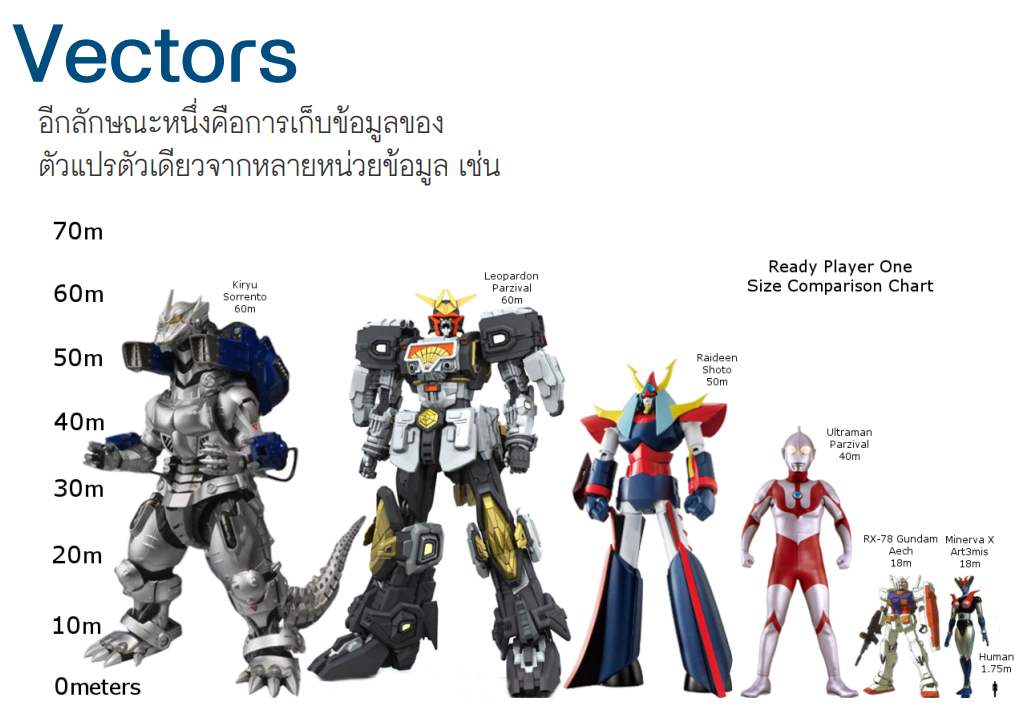 Vectors
อีกลักษณะหนึ่งคือการเก็บข้อมูลของ
ตัวแปรตัวเดียวจากหลายหน่วยข้อมูล เช่น
70m
60m
50m
40m
30m
20m
10m
0meters
Ready Player One
Size Comparison Chart
Kiryu
Sorrento
60m
Leopardon
Parzival
60m
Raideen
Shoto
50m
Ultraman
Parzival
40m
RX-78 Gundam
Aech
18m
Minerva X
Art3mis
18m
Human
1.75m